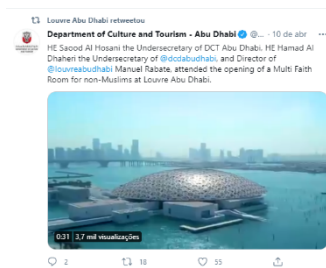 Louvre Abu Dhabi retweetou
Department of Culture and Tourism - Abu Dhabi @... · 10 de abr ···
HE Saood Al Hosani the Undersecretary of DCT Abu Dhabi, HE Hamad Al
Dhaheri the Undersecretary of @dcdabudhabi, and Director of
@louvreabudhabi Manuel Rabate, attended the opening of a Multi Faith
Room for non-Muslims at Louvre Abu Dhabi.
0:31 3,7 mil visualizações
2 18 55